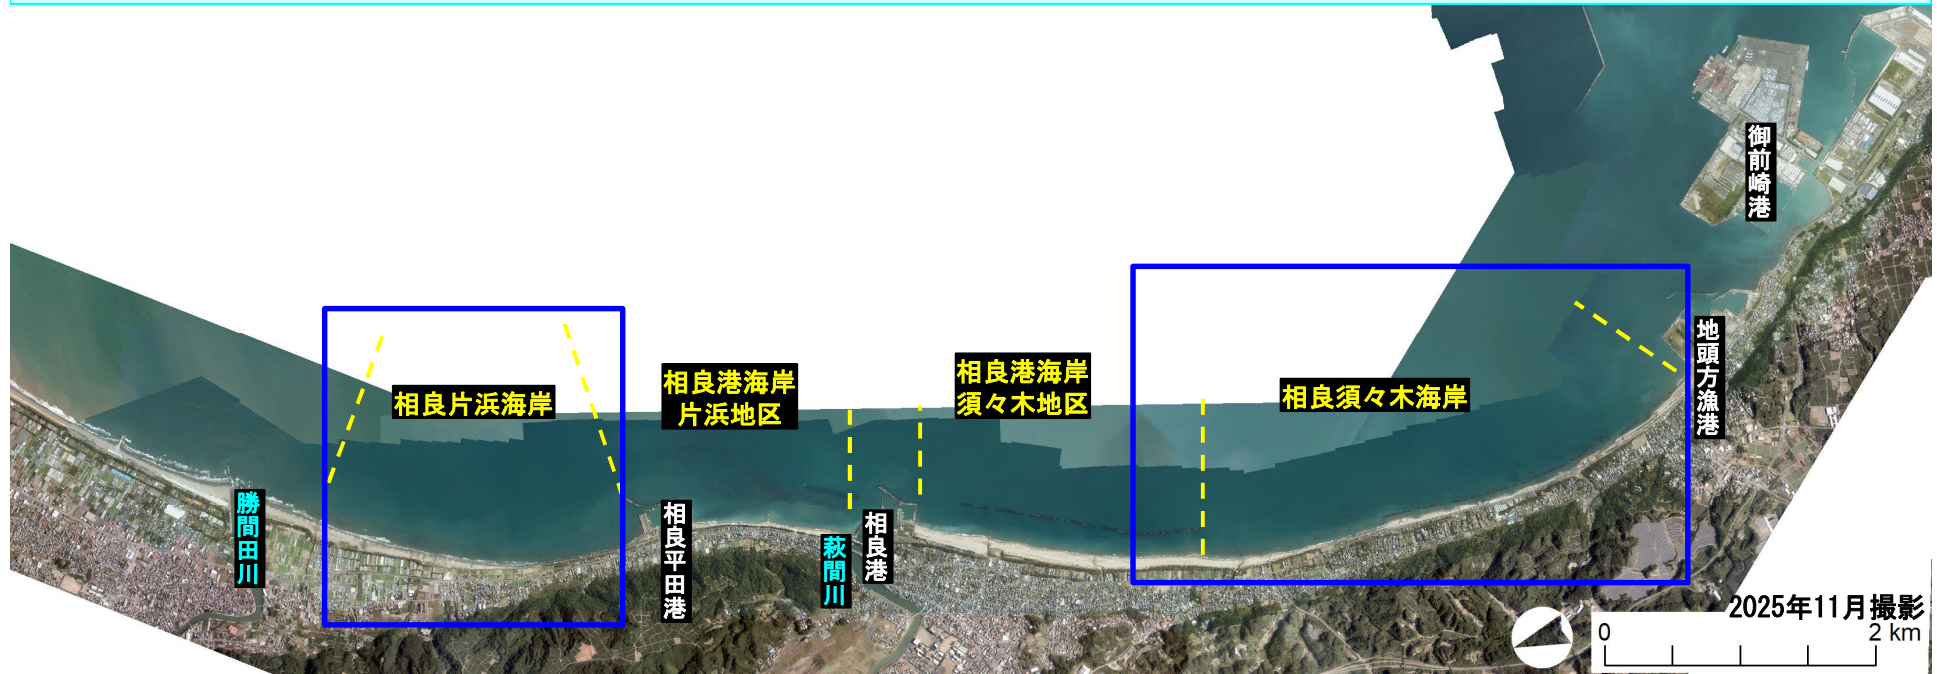 御前崎港
地頭方漁港
相良港海岸
須々木地区
相良港海岸
片浜地区
相良須々木海岸
相良片浜海岸
勝間田川
相良平田港
萩間川
相良港
2025年11月撮影
0
2 km